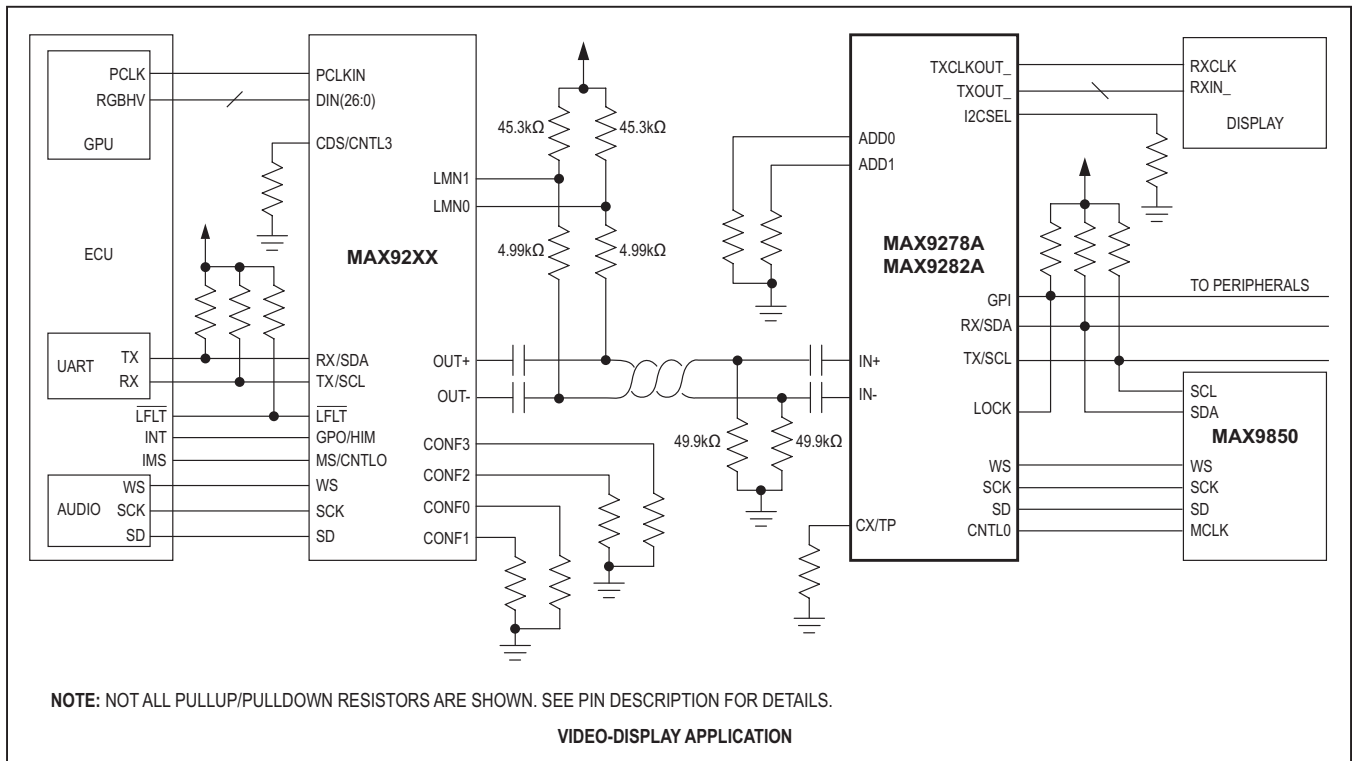 PCLK
RGBHV
GPU
ECU
UART
TX
RX
LFLT
INT
IMS
AUDIO
WS
SCK
SD
PCLKIN
DIN(26:0)
CDS/CNTL3
LMN1
LMN0
MAX92XX
RX/SDA
TX/SCL
LFLT
GPO/HIM
MS/CNTLO
WS
SCK
SD
OUT+
OUT-
CONF3
CONF2
CONF0
CONF1
45.3kΩ
45.3kΩ
4.99kΩ
4.99kΩ
49.9kΩ
49.9kΩ
TXCLKOUT_
TXOUT_
I2CSEL
ADD0
ADD1
MAX9278A
MAX9282A
GPI
RX/SDA
TX/SCL
IN+
IN-
LOCK
WS
SCK
SD
CX/TP
CNTL0
RXCLK
RXIN_
DISPLAY
TO PERIPHERALS
SCL
SDA
MAX9850
WS
SCK
SD
MCLK
NOTE: NOT ALL PULLUP/PULLDOWN RESISTORS ARE SHOWN. SEE PIN DESCRIPTION FOR DETAILS.
VIDEO-DISPLAY APPLICATION